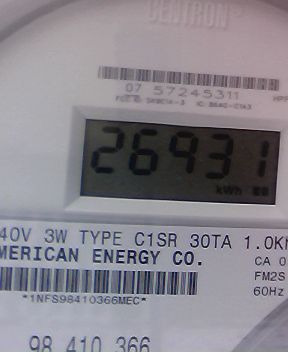 CENTRON
07 57245311
26931
kWh
40V 3W TYPE C1SR 30TA 1.0K
MERICAN ENERGY CO.
CA 0
FM2S
60Hz
*1NFS98410366MEC*
98 410 366